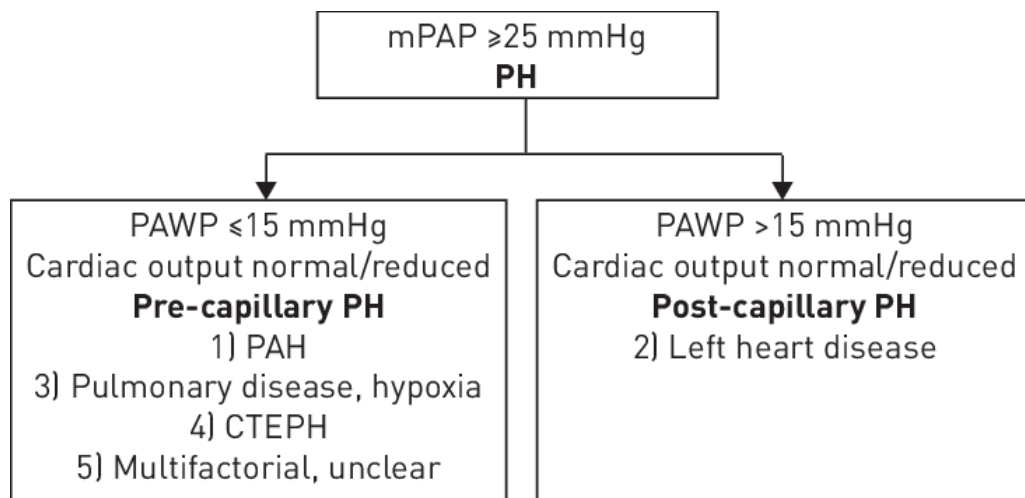 mPAP ⩾25 mmHg
PH
PAWP ⩽15 mmHg
Cardiac output normal/reduced
Pre-capillary PH
1) PAH
3) Pulmonary disease, hypoxia
4) CTEPH
5) Multifactorial, unclear
PAWP >15 mmHg
Cardiac output normal/reduced
Post-capillary PH
2) Left heart disease